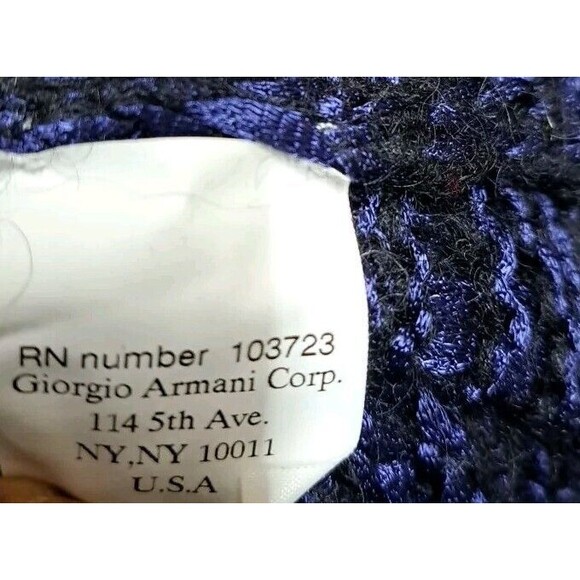 RN number 103723
Giorgio Armani Corp.
114 5th Ave.
NY,NY 10011
U.S.A